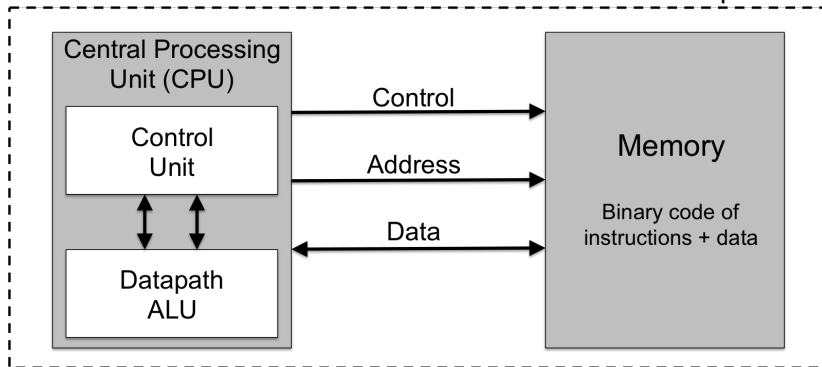 Central Processing
Unit (CPU)
Control
Unit
Datapath
ALU
Control
Address
Data
Memory
Binary code of
instructions + data